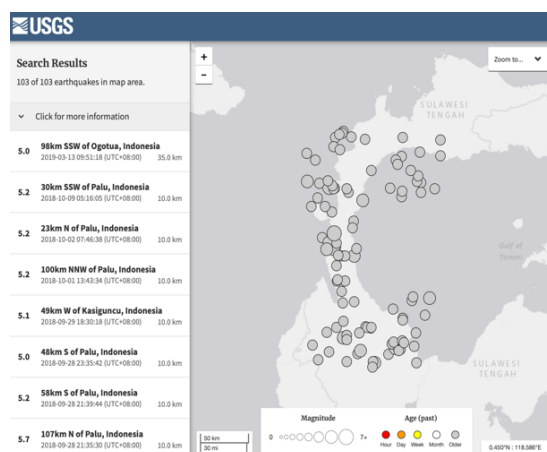 USGS
Search Results
103 of 103 earthquakes in map area.
Click for more information
5.0
98km SSW of Ogotua, Indonesia
2019-03-13 09:51:18 (UTC+08:00) 35.0 km
5.2
30km SSW of Palu, Indonesia
2018-10-09 05:16:05 (UTC+08:00) 10.0 km
5.2
23km N of Palu, Indonesia
2018-10-02 07:46:38 (UTC+08:00) 10.0 km
5.2
100km NNW of Palu, Indonesia
2018-10-01 13:43:34 (UTC+08:00) 10.0 km
5.1
49km W of Kasiguncu, Indonesia
2018-09-29 18:30:18 (UTC+08:00) 10.0 km
5.0
48km S of Palu, Indonesia
2018-09-28 23:35:42 (UTC+08:00) 10.0 km
5.2
58km S of Palu, Indonesia
2018-09-28 21:39:44 (UTC+08:00) 10.0 km
5.7
107km N of Palu, Indonesia
2018-09-28 21:35:30 (UTC+08:00) 10.0 km
+
−
Zoom to...
SULAWESI
TENGAH
Gulf of
Tomini
SULAWESI
TENGAH
50 km
30 mi
Magnitude
0 7+
Age (past)
Hour Day Week Month Older
0.450°N : 118.586°E